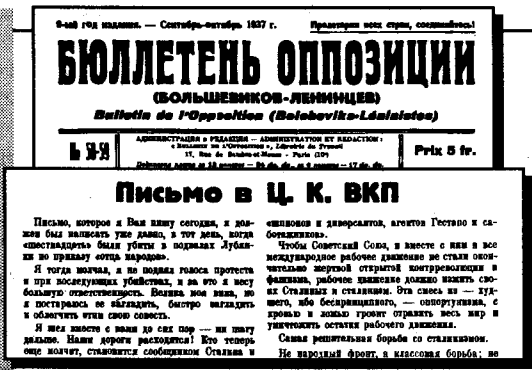 9-ый год издания. — Сентябрь-октябрь 1937 г. Пролетарии всех стран, соединяйтесь!
БЮЛЛЕТЕНЬ ОППОЗИЦИИ
(БОЛЬШЕВИКОВ-ЛЕНИНЦЕВ)
Bulletin de l'Opposition (Bolcheviks-Léninistes)
№ 58-59
АДМИНИСТРАЦИЯ и РЕДАКЦИЯ — ADMINISTRATION ET REDACTION:
Prix 5 fr.
Письмо в Ц. К. ВКП
Письмо, которое я Вам пишу сегодня, я дол-
жен был написать уже давно, в тот день, когда
«шестнадцать» были убиты в подвалах Лубян-
ки по приказу «отца народов».
Я тогда молчал, я не поднял голоса протеста
и при последующих убийствах, и за это я несу
большую ответственность. Велика моя вина, но
я постараюсь ее загладить, быстро загладить
и облегчить этим свою совесть.
Я шел вместе с вами до сих пор — ни шагу
дальше. Наши дороги расходятся! Кто теперь
еще молчит, становится сообщником Сталина и
«шпионов и диверсантов, агентов Гестапо и са-
ботажников».
Чтобы Советский Союз, и вместе с ним и все
международное рабочее движение не стали окон-
чательно жертвой открытой контрреволюции и
фашизма, рабочее движение должно изжить сво-
их Сталиных и сталинизм. Эта смесь из — худ-
шего, ибо беспринципного, — оппортунизма, с
кровью и ложью грозит отравить весь мир и
уничтожить остатки рабочего движения.
Самая решительная борьба со сталинизмом.
Не народный фронт, а классовая борьба; не